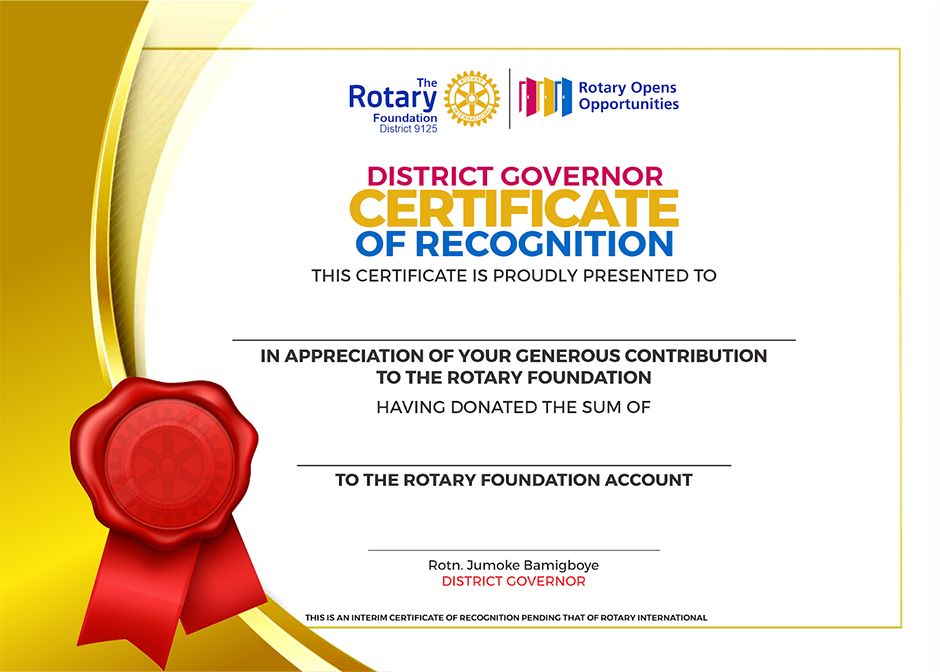 The
Rotary
Foundation
District 9125
ROTARY
INTERNATIONAL
Rotary Opens
Opportunities
DISTRICT GOVERNOR
CERTIFICATE
OF RECOGNITION
THIS CERTIFICATE IS PROUDLY PRESENTED TO
IN APPRECIATION OF YOUR GENEROUS CONTRIBUTION
TO THE ROTARY FOUNDATION
HAVING DONATED THE SUM OF
TO THE ROTARY FOUNDATION ACCOUNT
Rotn. Jumoke Bamigboye
DISTRICT GOVERNOR
THIS IS AN INTERIM CERTIFICATE OF RECOGNITION PENDING THAT OF ROTARY INTERNATIONAL